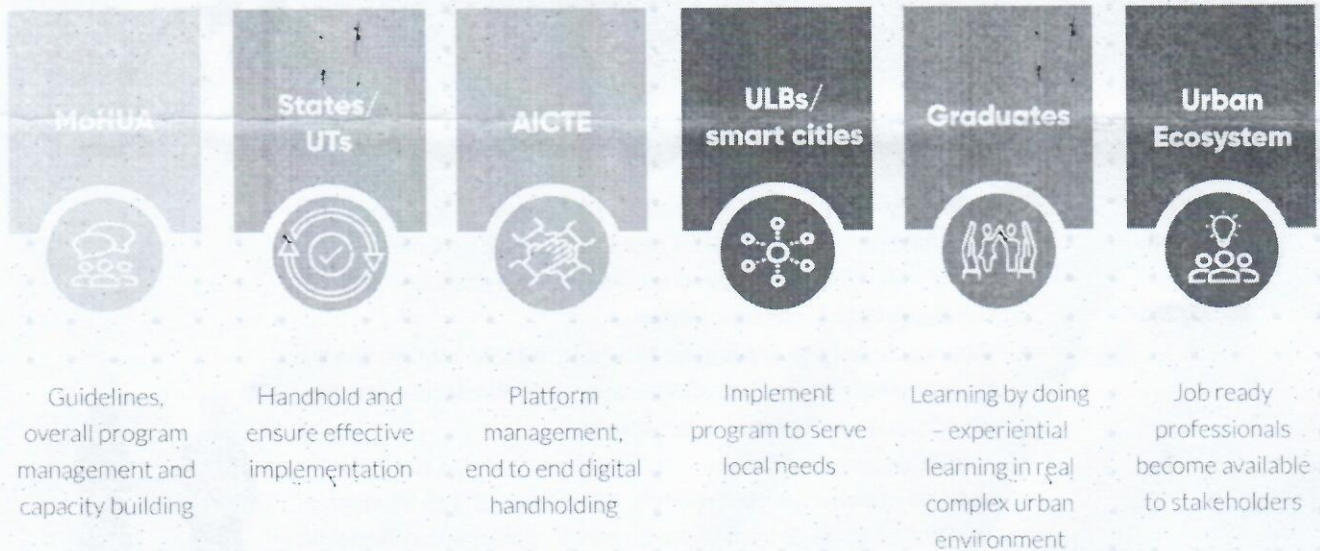 MoHUA
Guidelines,
overall program
management and
capacity building
States/
UTs
Handhold and
ensure effective
implementation
AICTE
Platform
management,
end to end digital
handholding
ULBs/
smart cities
Implement
program to serve
local needs
Graduates
Learning by doing
– experiential
learning in real
complex urban
environment
Urban
Ecosystem
Job ready
professionals
become available
to stakeholders